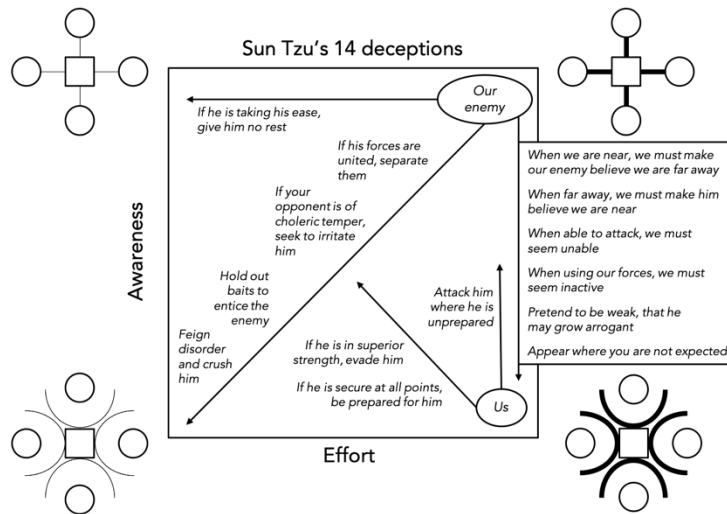 Sun Tzu's 14 deceptions
Our
enemy
If he is taking his ease,
give him no rest
If his forces are
united, separate
them
If your
opponent is of
choleric temper,
seek to irritate
him
Hold out
baits to
entice the
enemy
Feign
disorder
and crush
him
If he is in superior
strength, evade him
If he is secure at all points,
be prepared for him
Attack him
where he is
unprepared
Us
When we are near, we must make
our enemy believe we are far away
When far away, we must make him
believe we are near
When able to attack, we must
seem unable
When using our forces, we must
seem inactive
Pretend to be weak, that he
may grow arrogant
Appear where you are not expected
Awareness
Effort